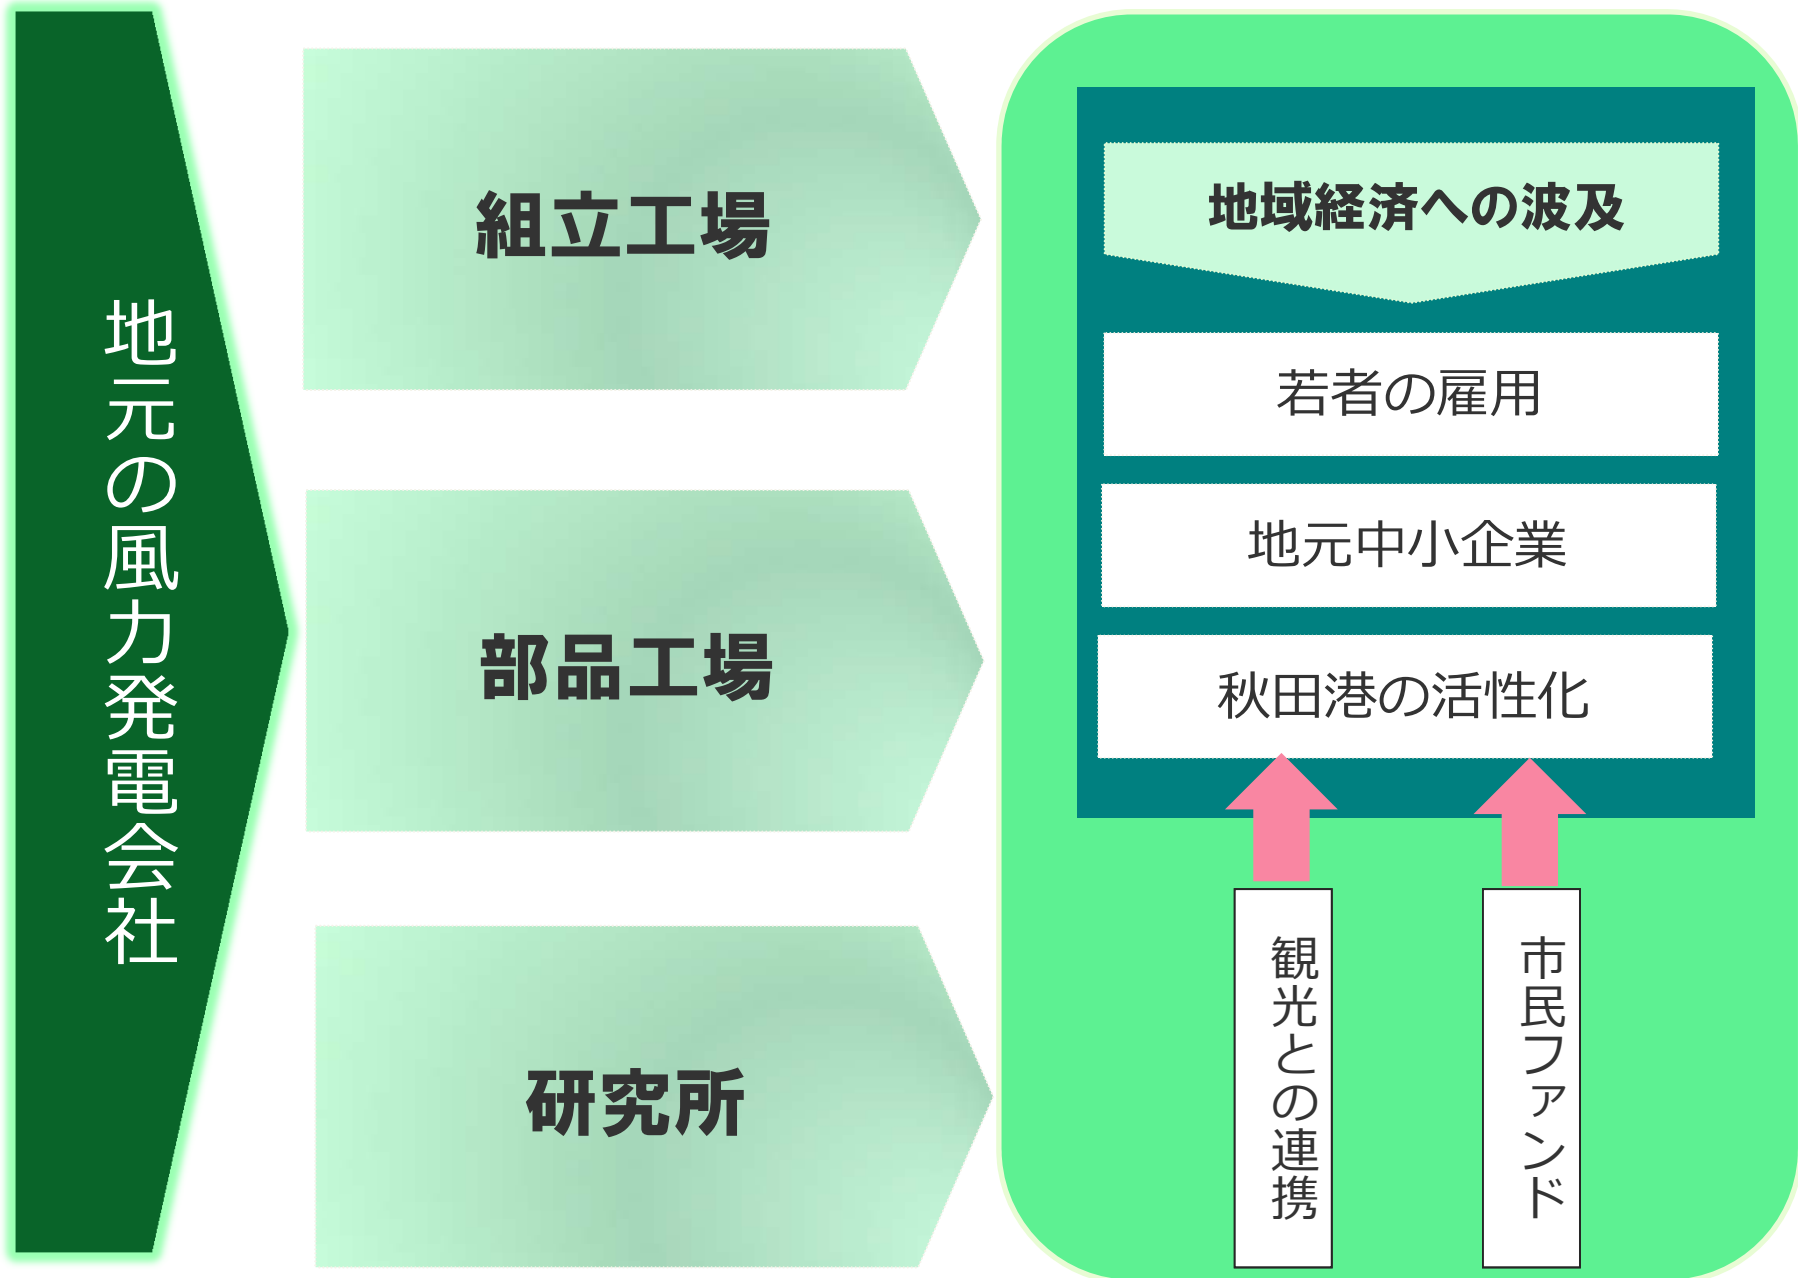 地元の風力発電会社
組立工場
部品工場
研究所
地域経済への波及
若者の雇用
地元中小企業
秋田港の活性化
観光との連携
市民ファンド